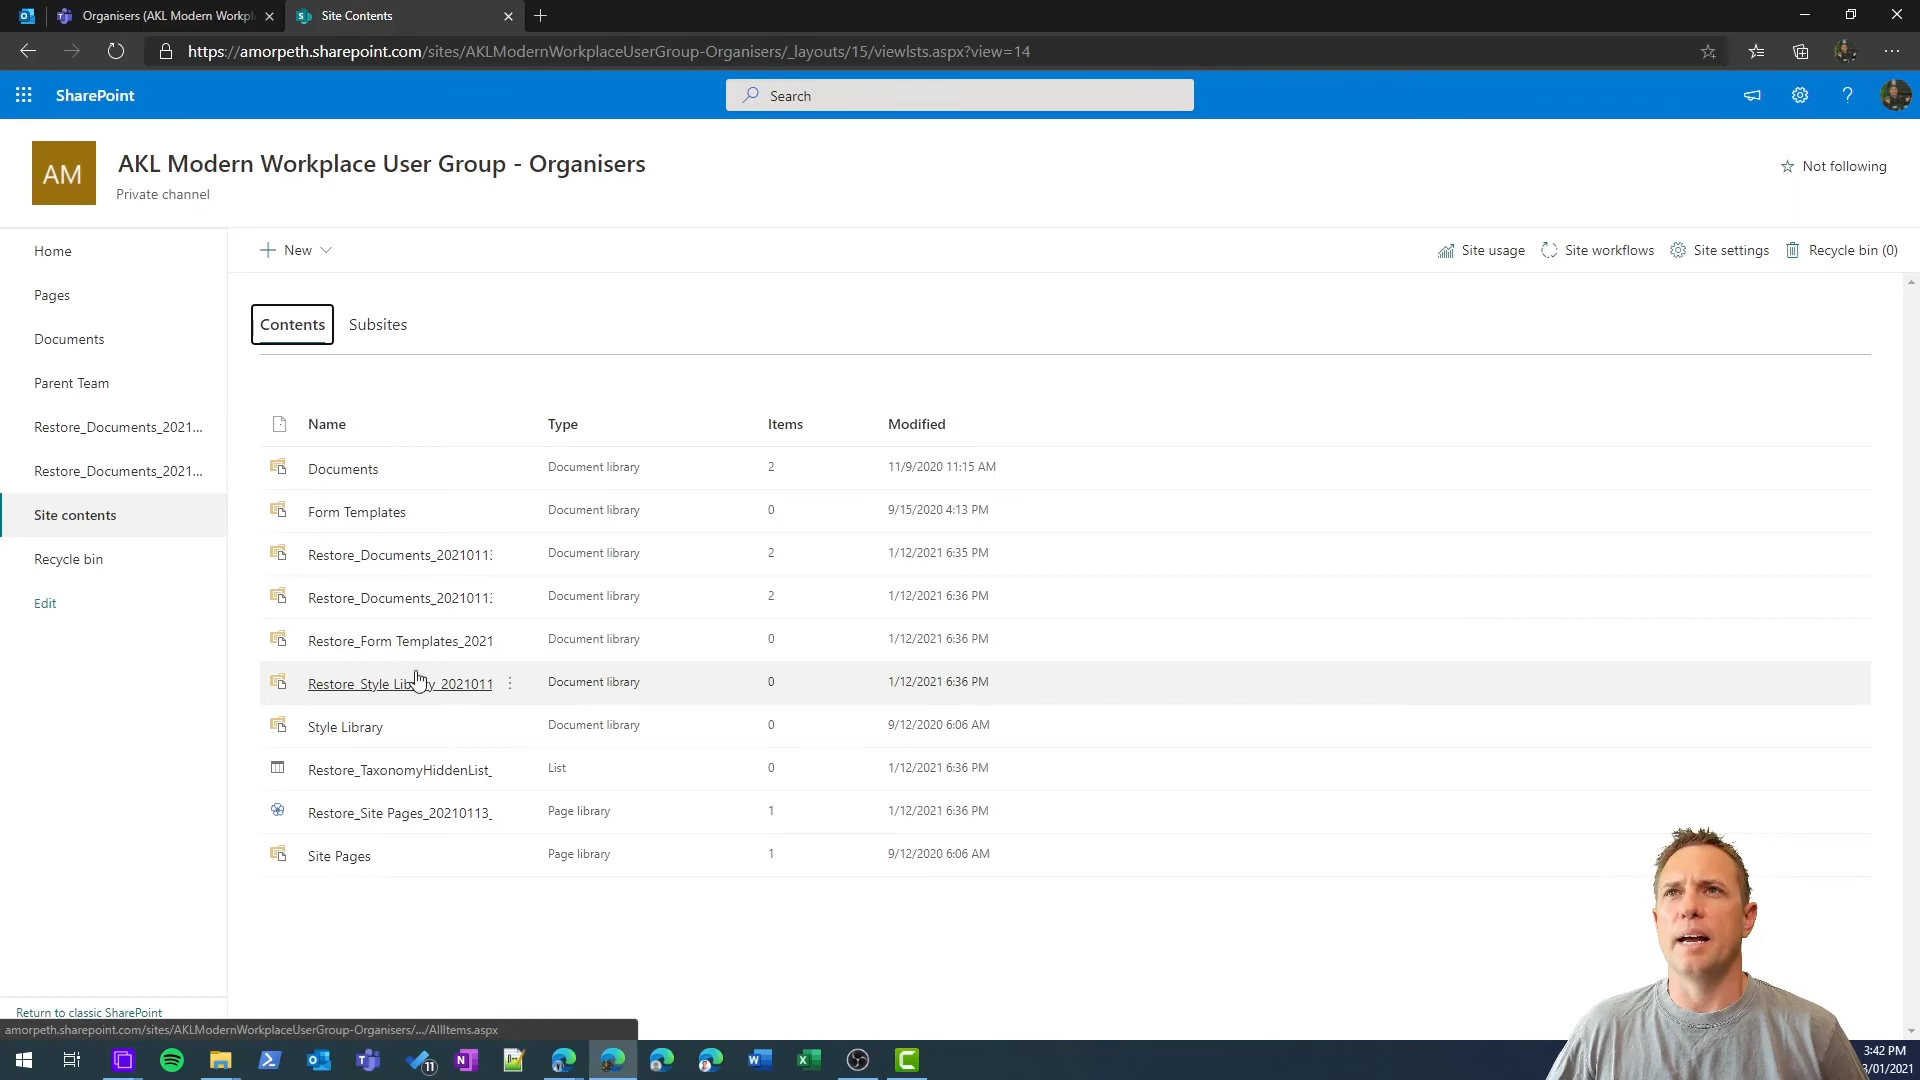 Organisers (AKL Modern Workpl
Site Contents
https://amorpeth.sharepoint.com/sites/AKLModernWorkplaceUserGroup-Organisers/_layouts/15/viewlsts.aspx?view=14
SharePoint
Search
AM
AKL Modern Workplace User Group - Organisers
Private channel
Not following
Home
Pages
Documents
Parent Team
Restore_Documents_2021...
Restore_Documents_2021...
Site contents
Recycle bin
Edit
New
Site usage
Site workflows
Site settings
Recycle bin (0)
Contents
Subsites
Name Type Items Modified
Documents Document library 2 11/9/2020 11:15 AM
Form Templates Document library 0 9/15/2020 4:13 PM
Restore_Documents_20210113 Document library 2 1/12/2021 6:35 PM
Restore_Documents_20210113 Document library 2 1/12/2021 6:36 PM
Restore_Form Templates_2021 Document library 0 1/12/2021 6:36 PM
Restore_Style Library_202101 Document library 0 1/12/2021 6:36 PM
Style Library Document library 0 9/12/2020 6:06 AM
Restore_TaxonomyHiddenList_ List 0 1/12/2021 6:36 PM
Restore_Site Pages_20210113_ Page library 1 1/12/2021 6:36 PM
Site Pages Page library 1 9/12/2020 6:06 AM
Return to classic SharePoint
amorpeth.sharepoint.com/sites/AKLModernWorkplaceUserGroup-Organisers/.../AllItems.aspx
11
3:42 PM
3/01/2021